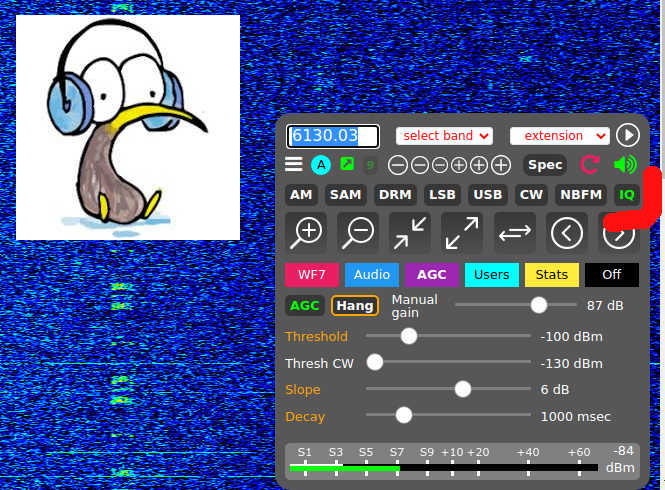 6130.03 select band extension
A 9 Spec
AM SAM DRM LSB USB CW NBFM IQ
WF7 Audio AGC Users Stats Off
AGC Hang Manual gain 87 dB
Threshold -100 dBm
Thresh CW -130 dBm
Slope 6 dB
Decay 1000 msec
S1 S3 S5 S7 S9 +10 +20 +40 +60 -84
dBm